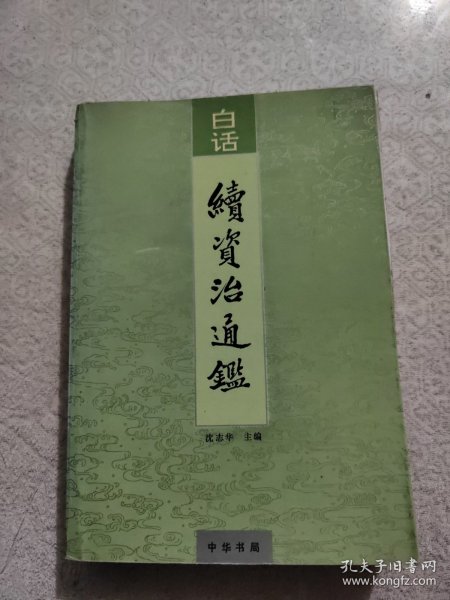 白话
續資治通鑑
沈志华 主编
中华书局
孔夫子旧书网
www.kongfz.com